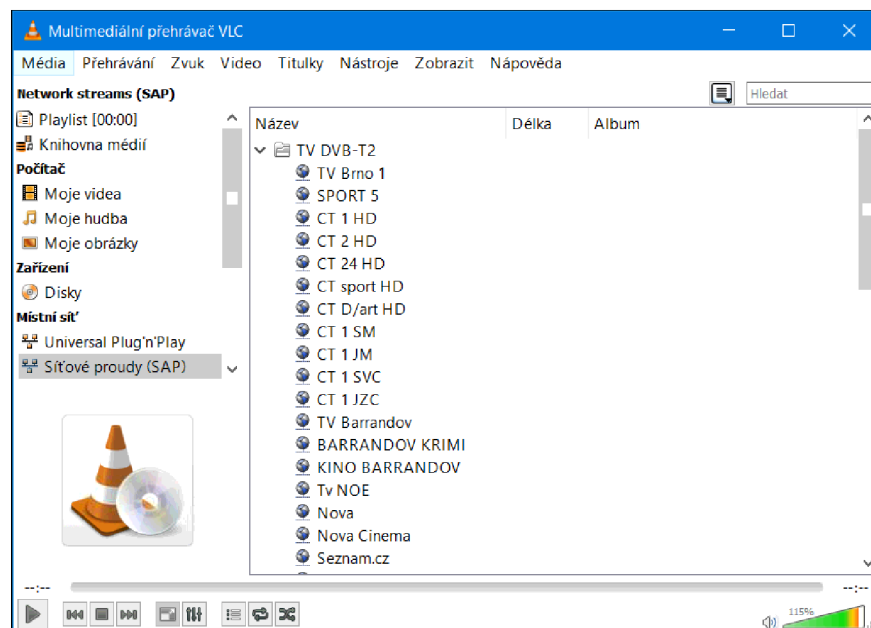 Multimediální přehrávač VLC
Média Přehrávání Zvuk Video Titulky Nástroje Zobrazit Nápověda
Network streams (SAP)
Hledat
Playlist [00:00]
Knihovna médií
Počítač
Moje videa
Moje hudba
Moje obrázky
Zařízení
Disky
Místní síť
Universal Plug'n'Play
Síťové proudy (SAP)
Název Délka Album
TV DVB-T2
TV Brno 1
SPORT 5
CT 1 HD
CT 2 HD
CT 24 HD
CT sport HD
CT D/art HD
CT 1 SM
CT 1 JM
CT 1 SVC
CT 1 JZC
TV Barrandov
BARRANDOV KRIMI
KINO BARRANDOV
Tv NOE
Nova
Nova Cinema
Seznam.cz
--:-- --:--
115%